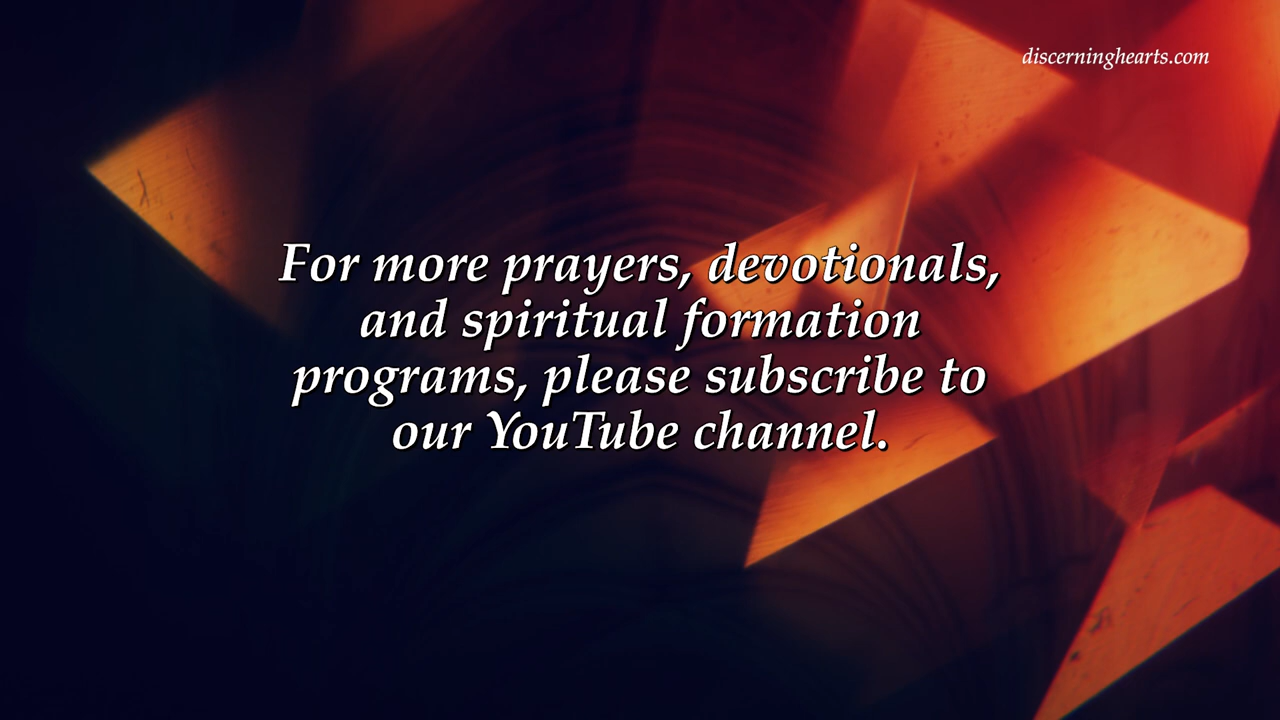 discerninghearts.com
For more prayers, devotionals,
and spiritual formation
programs, please subscribe to
our YouTube channel.